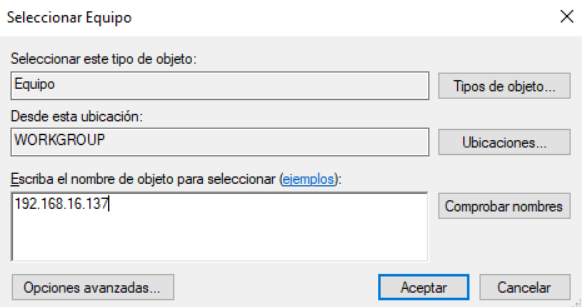 Seleccionar Equipo
Seleccionar este tipo de objeto:
Equipo
Tipos de objeto...
Desde esta ubicación:
WORKGROUP
Ubicaciones...
Escriba el nombre de objeto para seleccionar (ejemplos):
192.168.16.137
Comprobar nombres
Opciones avanzadas...
Aceptar
Cancelar